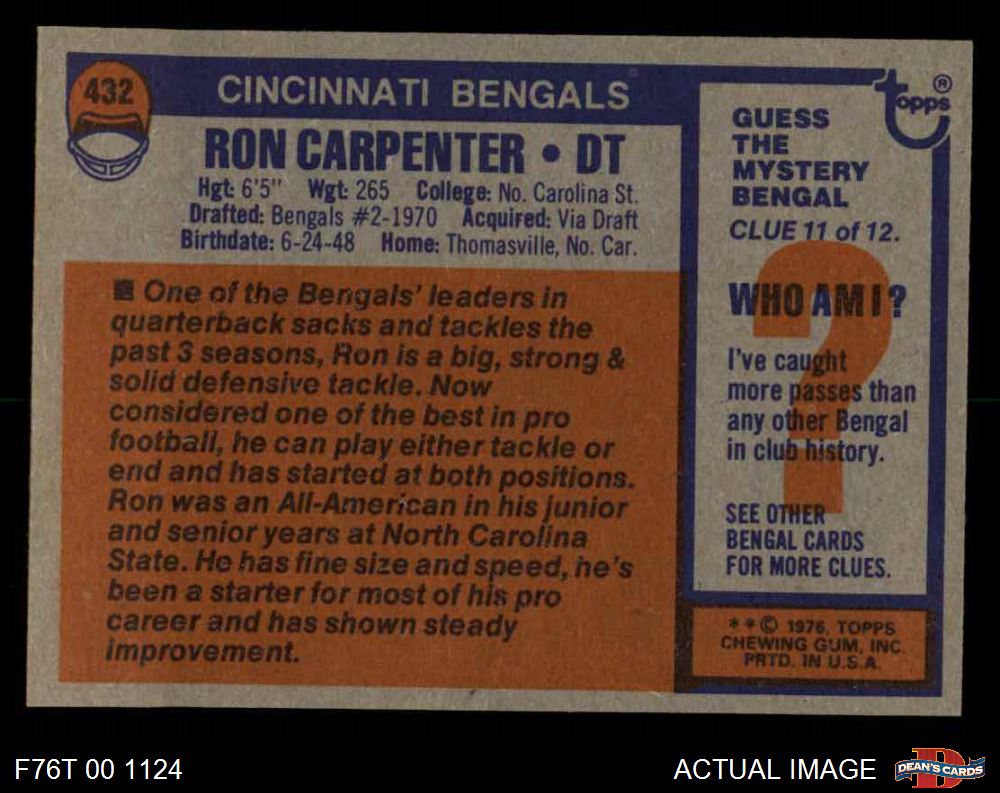 432
CINCINNATI BENGALS
RON CARPENTER • DT
Hgt: 6'5" Wgt: 265 College: No. Carolina St.
Drafted: Bengals #2-1970 Acquired: Via Draft
Birthdate: 6-24-48 Home: Thomasville, No. Car.
■ One of the Bengals' leaders in
quarterback sacks and tackles the
past 3 seasons, Ron is a big, strong &
solid defensive tackle. Now
considered one of the best in pro
football, he can play either tackle or
end and has started at both positions.
Ron was an All-American in his junior
and senior years at North Carolina
State. He has fine size and speed, he's
been a starter for most of his pro
career and has shown steady
improvement.
topps ®
GUESS
THE
MYSTERY
BENGAL
CLUE 11 of 12.
?
WHO AM I?
I've caught
more passes than
any other Bengal
in club history.
SEE OTHER
BENGAL CARDS
FOR MORE CLUES.
* * © 1976, TOPPS
CHEWING GUM, INC.
PRTD. IN U.S.A.
F76T 00 1124
ACTUAL IMAGE
D
DEAN'S CARDS